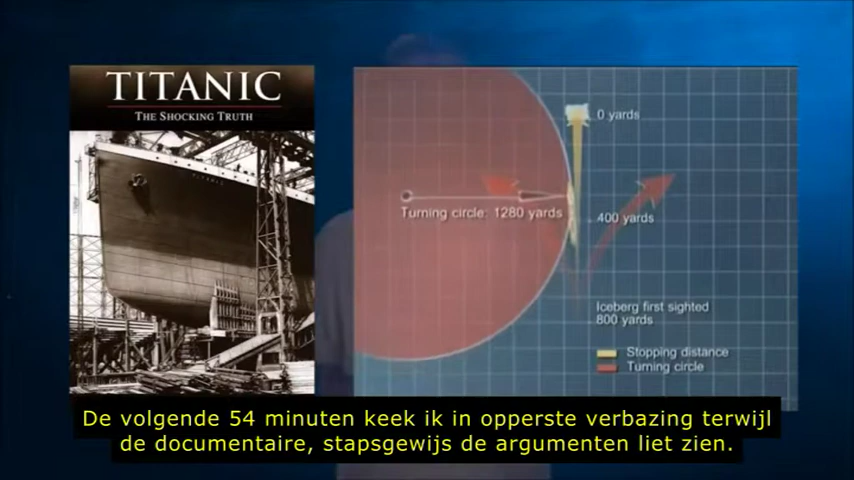 TITANIC
THE SHOCKING TRUTH
0 yards
Turning circle: 1280 yards
400 yards
Iceberg first sighted
800 yards
Stopping distance
Turning circle
De volgende 54 minuten keek ik in opperste verbazing terwijl
de documentaire, stapsgewijs de argumenten liet zien.